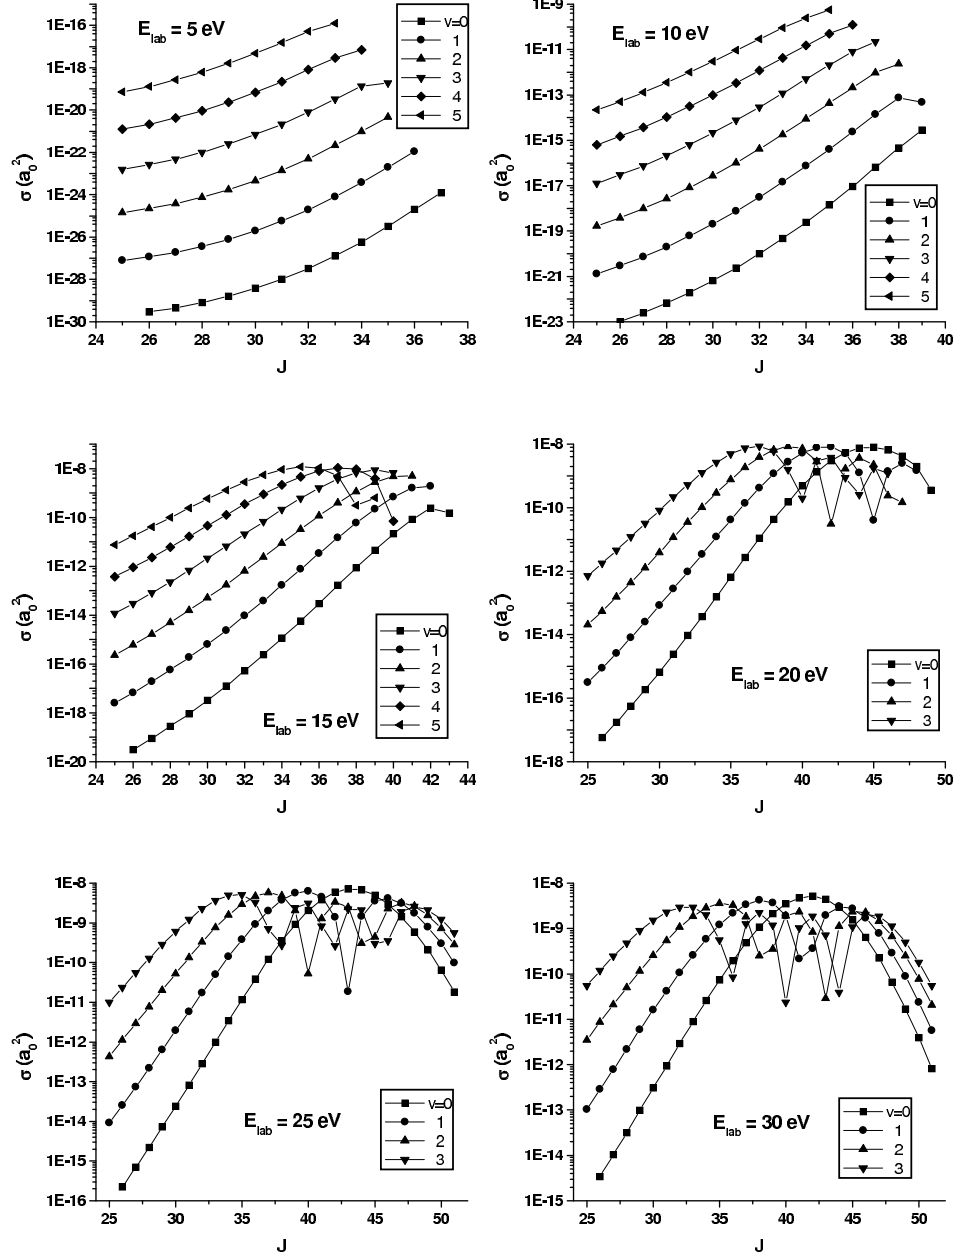 E_lab = 5 eV
v=0
1
2
3
4
5
1E-16
1E-18
1E-20
1E-22
1E-24
1E-26
1E-28
1E-30
σ (a₀²)
24 26 28 30 32 34 36 38
J
E_lab = 10 eV
v=0
1
2
3
4
5
1E-9
1E-11
1E-13
1E-15
1E-17
1E-19
1E-21
1E-23
σ (a₀²)
24 26 28 30 32 34 36 38 40
J
E_lab = 15 eV
v=0
1
2
3
4
5
1E-8
1E-10
1E-12
1E-14
1E-16
1E-18
1E-20
σ (a₀²)
24 26 28 30 32 34 36 38 40 42 44
J
E_lab = 20 eV
v=0
1
2
3
1E-8
1E-10
1E-12
1E-14
1E-16
1E-18
σ (a₀²)
25 30 35 40 45 50
J
E_lab = 25 eV
v=0
1
2
3
1E-8
1E-9
1E-10
1E-11
1E-12
1E-13
1E-14
1E-15
1E-16
σ (a₀²)
25 30 35 40 45 50
J
E_lab = 30 eV
v=0
1
2
3
1E-8
1E-9
1E-10
1E-11
1E-12
1E-13
1E-14
1E-15
σ (a₀²)
25 30 35 40 45 50
J